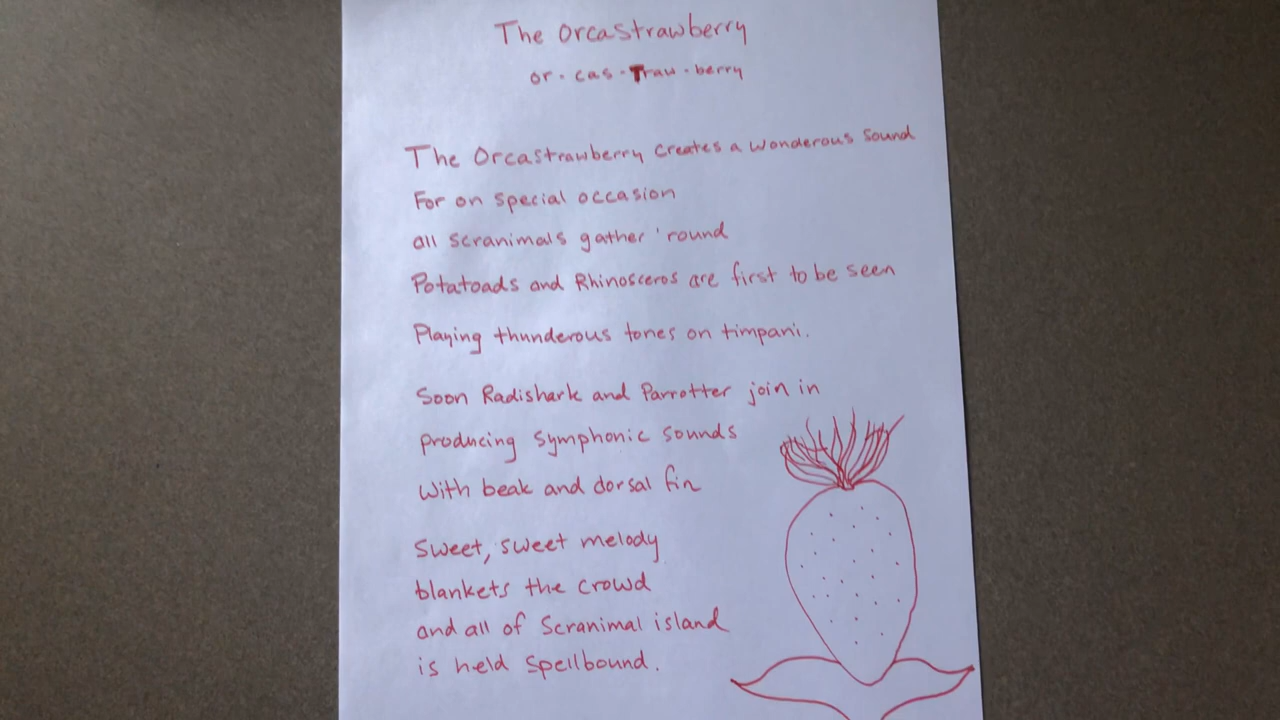 The Orcastrawberry
or · cas · Traw · berry
The Orcastrawberry creates a wonderous sound
For on special occasion
all scranimals gather 'round
Potatoads and Rhinosceros are first to be seen
Playing thunderous tones on timpani.
Soon Radishark and Parrotter join in
producing symphonic sounds
with beak and dorsal fin
Sweet, sweet melody
blankets the crowd
and all of Scranimal island
is held spellbound.